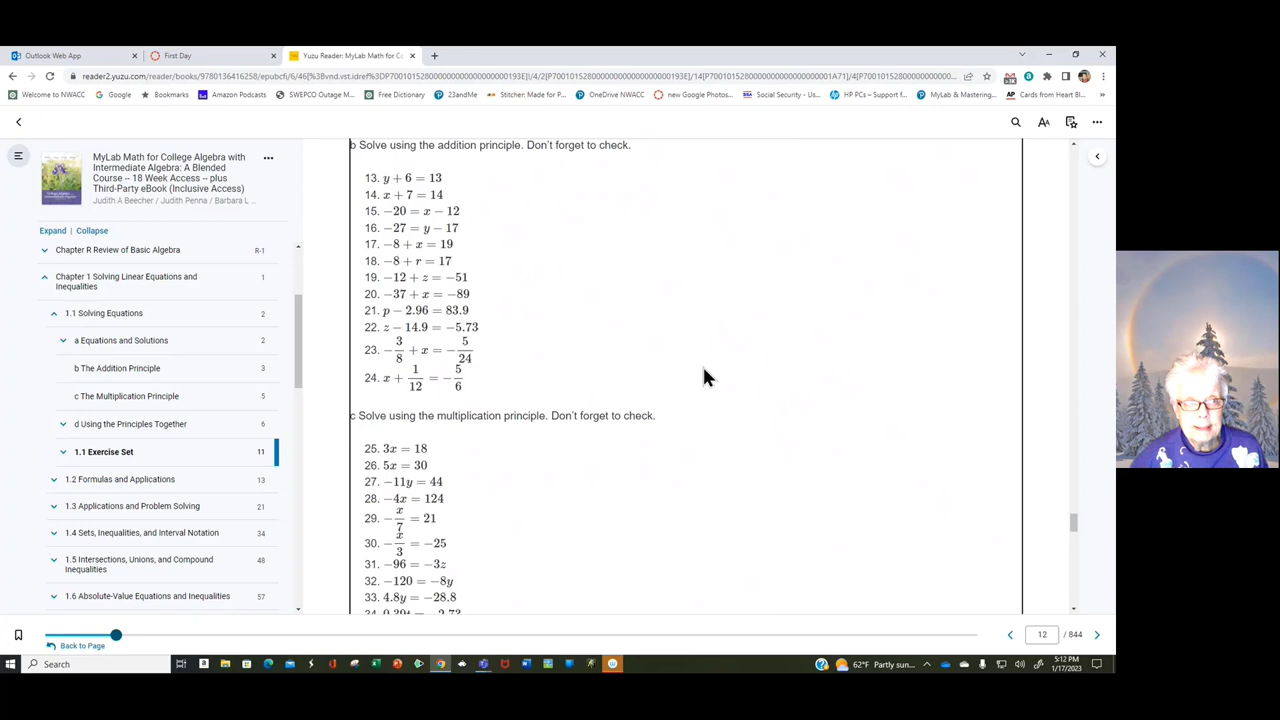 Outlook Web App
First Day
Yuzu Reader: MyLab Math for Co
reader2.yuzu.com/reader/books/9780136416258/epubcfi/6/46[%3Bvnd.vst.idref%3DP7001015280000000000000000000193E]!/4/2[P7001015280000000000000000000193E]/14[P7001015280000000000000000001A71]/4[P700101528000000000000000000...
Welcome to NWACC
Google
Bookmarks
Amazon Podcasts
SWEPCO Outage M...
Free Dictionary
23andMe
Stitcher: Made for P...
OneDrive NWACC
new Google Photos...
Social Security - Us...
HP PCs – Support f...
MyLab & Mastering...
AP Cards from Heart Bl...
MyLab Math for College Algebra with
Intermediate Algebra: A Blended
Course -- 18 Week Access -- plus
Third-Party eBook (Inclusive Access)
Judith A Beecher / Judith Penna / Barbara L ...
Expand | Collapse
Chapter R Review of Basic Algebra R-1
Chapter 1 Solving Linear Equations and
Inequalities 1
1.1 Solving Equations 2
a Equations and Solutions 2
b The Addition Principle 3
c The Multiplication Principle 5
d Using the Principles Together 6
1.1 Exercise Set 11
1.2 Formulas and Applications 13
1.3 Applications and Problem Solving 21
1.4 Sets, Inequalities, and Interval Notation 34
1.5 Intersections, Unions, and Compound
Inequalities 48
1.6 Absolute-Value Equations and Inequalities 57
b Solve using the addition principle. Don't forget to check.
13. y + 6 = 13
14. x + 7 = 14
15. −20 = x − 12
16. −27 = y − 17
17. −8 + x = 19
18. −8 + r = 17
19. −12 + z = −51
20. −37 + x = −89
21. p − 2.96 = 83.9
22. z − 14.9 = −5.73
23. −3/8 + x = −5/24
24. x + 1/12 = −5/6
c Solve using the multiplication principle. Don't forget to check.
25. 3x = 18
26. 5x = 30
27. −11y = 44
28. −4x = 124
29. −x/7 = 21
30. −x/3 = −25
31. −96 = −3z
32. −120 = −8y
33. 4.8y = −28.8
Back to Page
12 / 844
Search
62°F Partly sun...
5:12 PM
1/17/2023